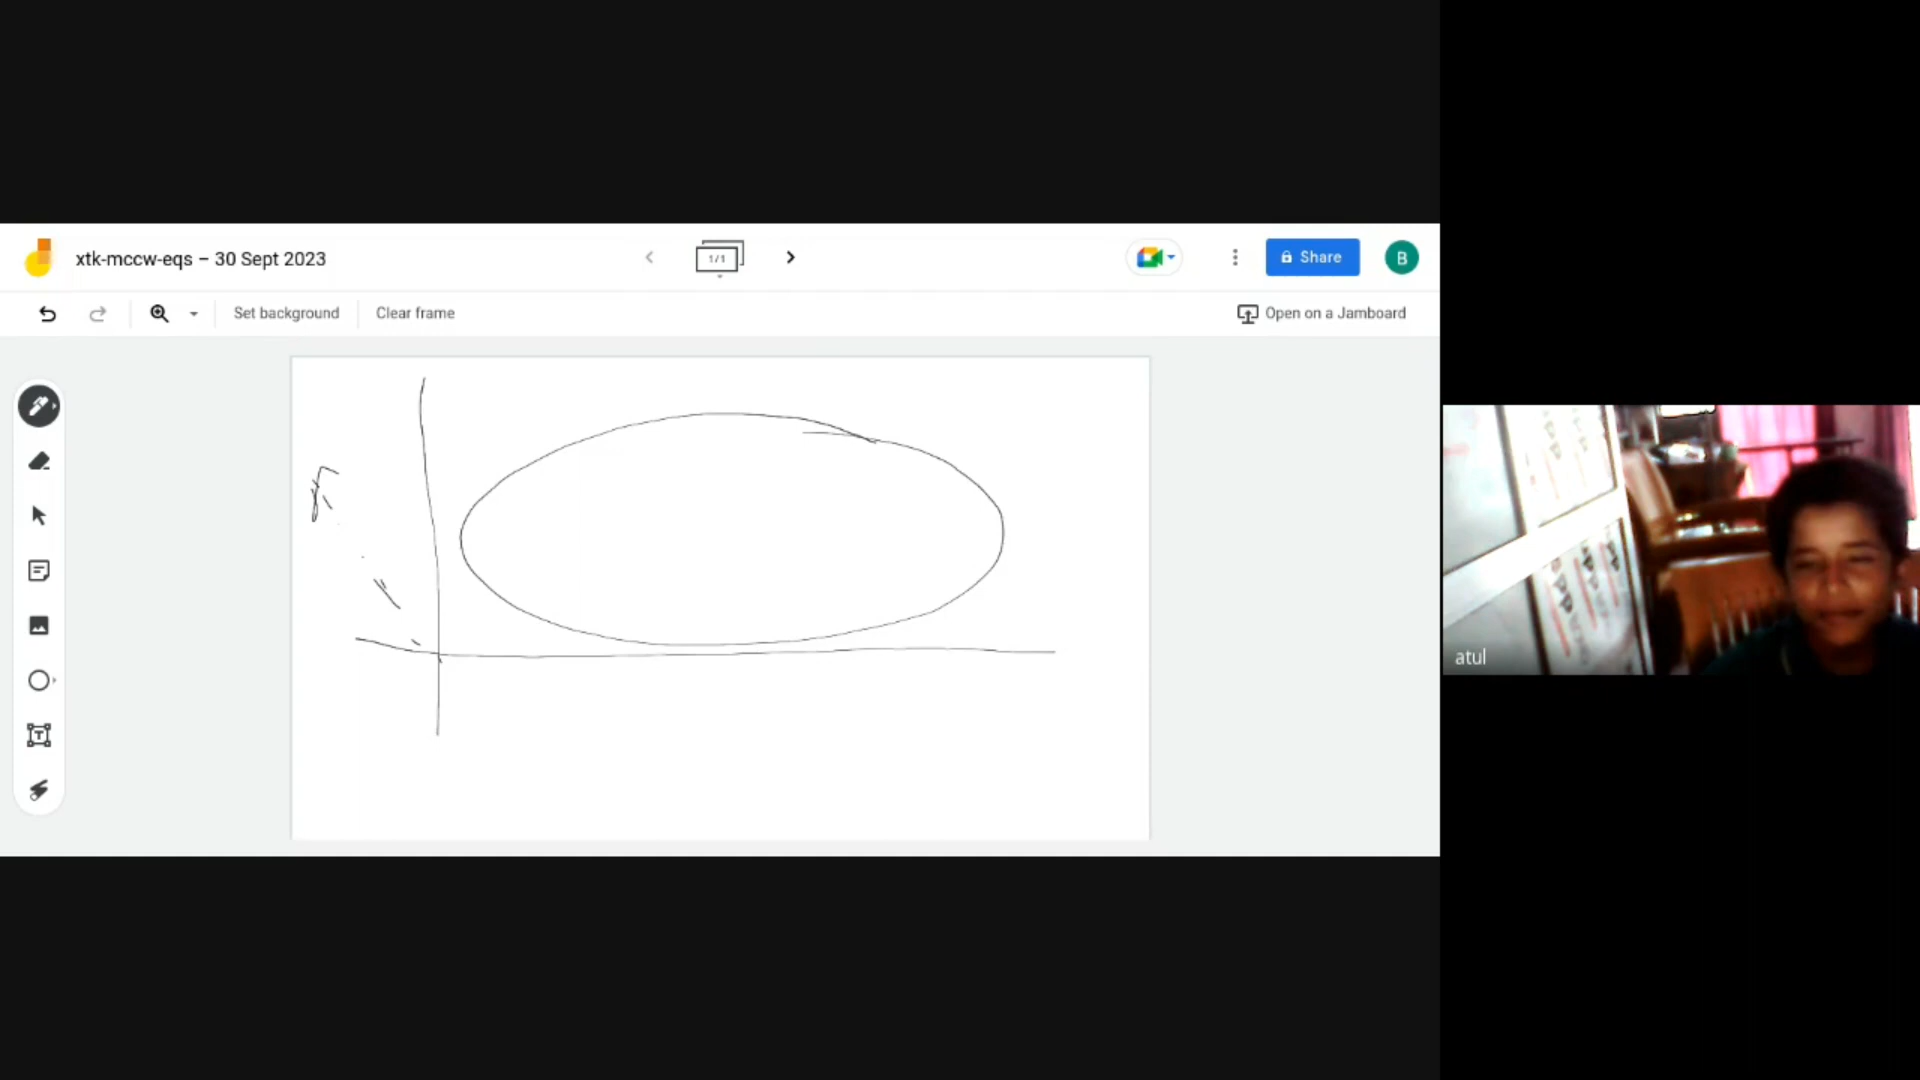 xtk-mccw-eqs – 30 Sept 2023
1/1
Share
B
Set background
Clear frame
Open on a Jamboard
T
atul